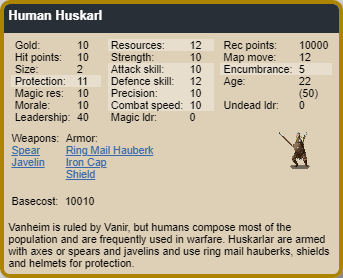 Human Huskarl
Gold: 10 Resources: 12 Rec points: 10000
Hit points: 10 Strength: 10 Map move: 12
Size: 2 Attack skill: 10 Encumbrance: 5
Protection: 11 Defence skill: 12 Age: 22
Magic res: 10 Precision: 10 (50)
Morale: 10 Combat speed: 10 Undead ldr: 0
Leadership: 40 Magic ldr: 0
Weapons: Armor:
Spear Ring Mail Hauberk
Javelin Iron Cap
Shield
Basecost: 10010
Vanheim is ruled by Vanir, but humans compose most of the
population and are frequently used in warfare. Huskarlar are armed
with axes or spears and javelins and use ring mail hauberks, shields
and helmets for protection.